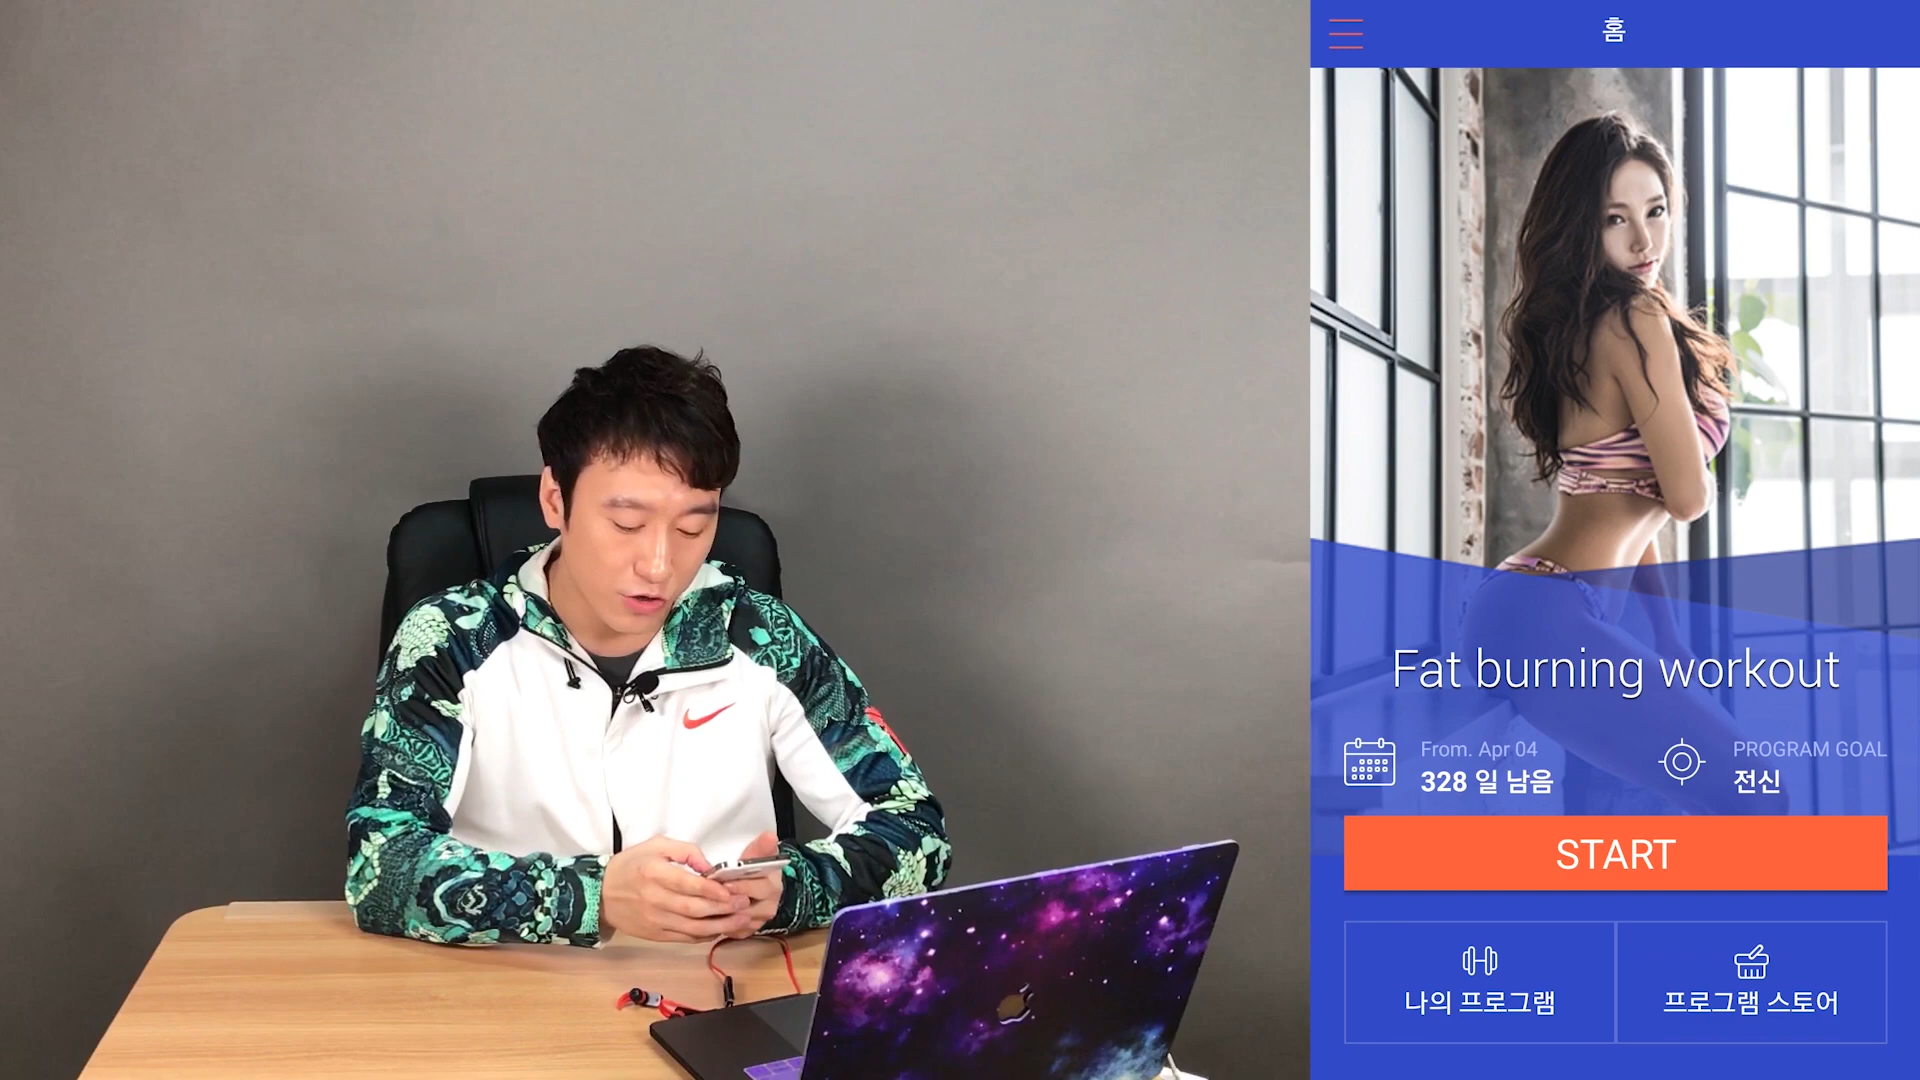 홈
Fat burning workout
From. Apr 04
328 일 남음
PROGRAM GOAL
전신
START
나의 프로그램
프로그램 스토어